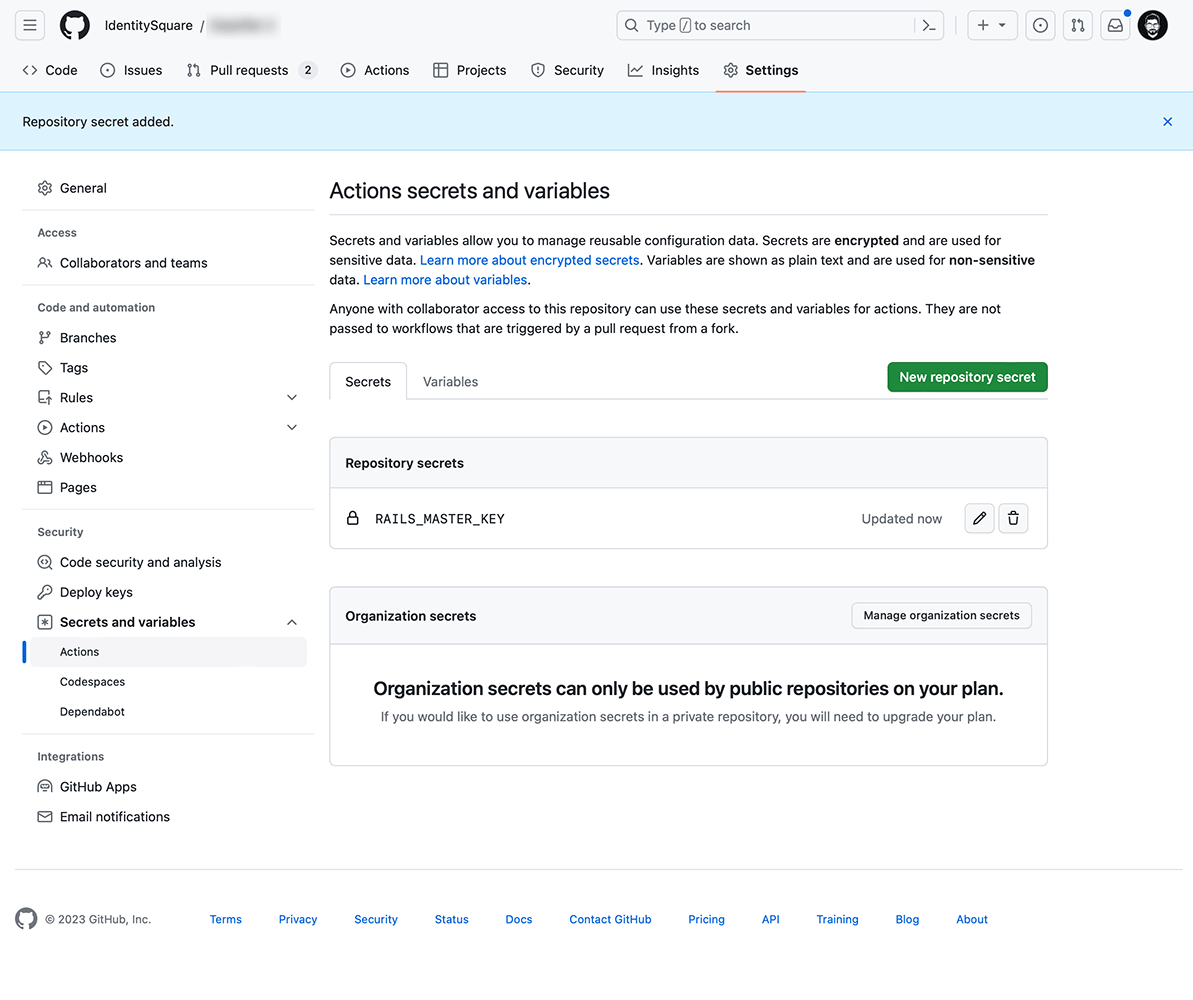 IdentitySquare /
Type / to search
Code
Issues
Pull requests 2
Actions
Projects
Security
Insights
Settings
Repository secret added.
General
Access
Collaborators and teams
Code and automation
Branches
Tags
Rules
Actions
Webhooks
Pages
Security
Code security and analysis
Deploy keys
Secrets and variables
Actions
Codespaces
Dependabot
Integrations
GitHub Apps
Email notifications
Actions secrets and variables
Secrets and variables allow you to manage reusable configuration data. Secrets are encrypted and are used for
sensitive data. Learn more about encrypted secrets. Variables are shown as plain text and are used for non-sensitive
data. Learn more about variables.
Anyone with collaborator access to this repository can use these secrets and variables for actions. They are not
passed to workflows that are triggered by a pull request from a fork.
Secrets
Variables
New repository secret
Repository secrets
RAILS_MASTER_KEY
Updated now
Organization secrets
Manage organization secrets
Organization secrets can only be used by public repositories on your plan.
If you would like to use organization secrets in a private repository, you will need to upgrade your plan.
© 2023 GitHub, Inc.
Terms
Privacy
Security
Status
Docs
Contact GitHub
Pricing
API
Training
Blog
About